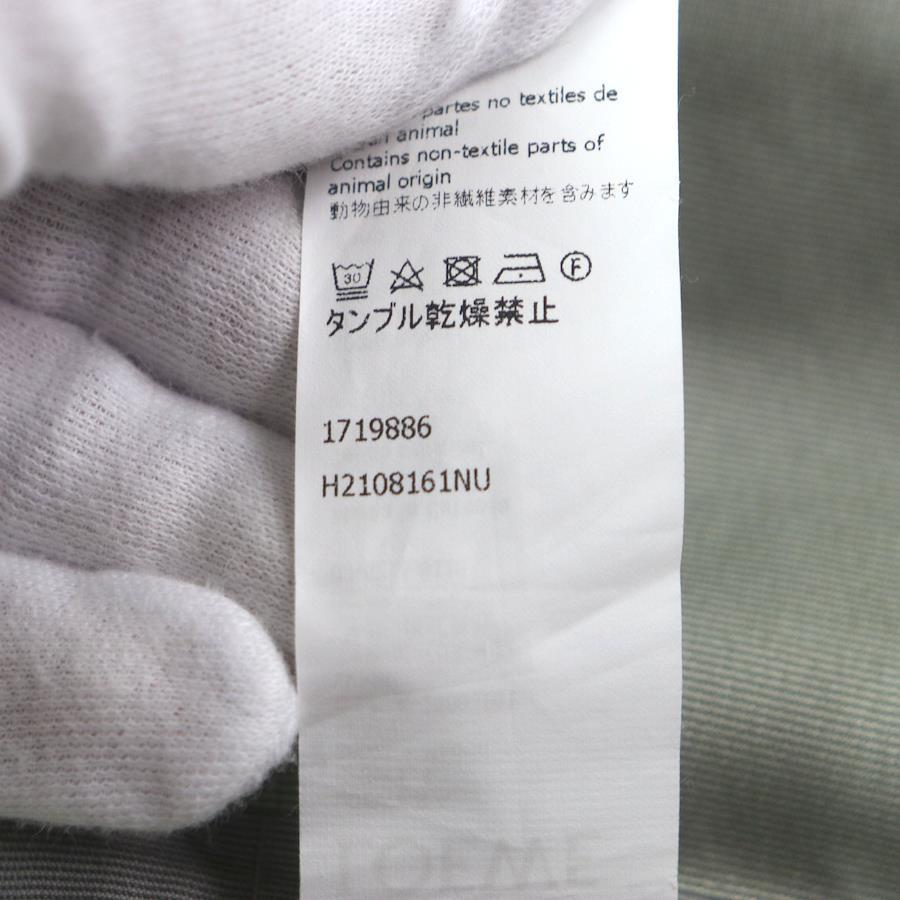 partes no textiles de
animal
Contains non-textile parts of
animal origin
動物由来の非繊維素材を含みます
30 F
タンブル乾燥禁止
1719886
H2108161NU
LOEWE